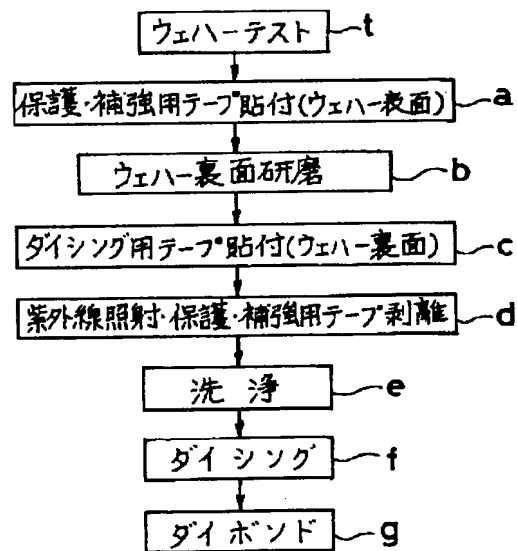 ウェハーテスト t
保護・補強用テープ貼付(ウェハー表面) a
ウェハー裏面研磨 b
ダイシング用テープ貼付(ウェハー裏面) c
紫外線照射・保護・補強用テープ剥離 d
洗浄 e
ダイシング f
ダイボンド g